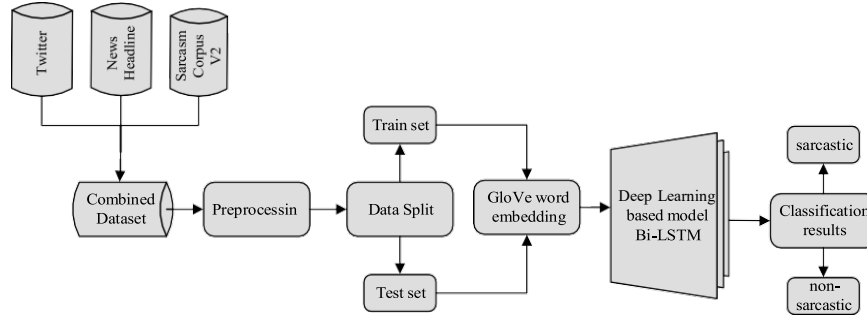 Twitter
News
Headline
Sarcasm
Corpus
V2
Train set
sarcastic
Combined
Dataset
Preprocessin
Data Split
GloVe word
embedding
Deep Learning
based model
Bi-LSTM
Classification
results
Test set
non-
sarcastic